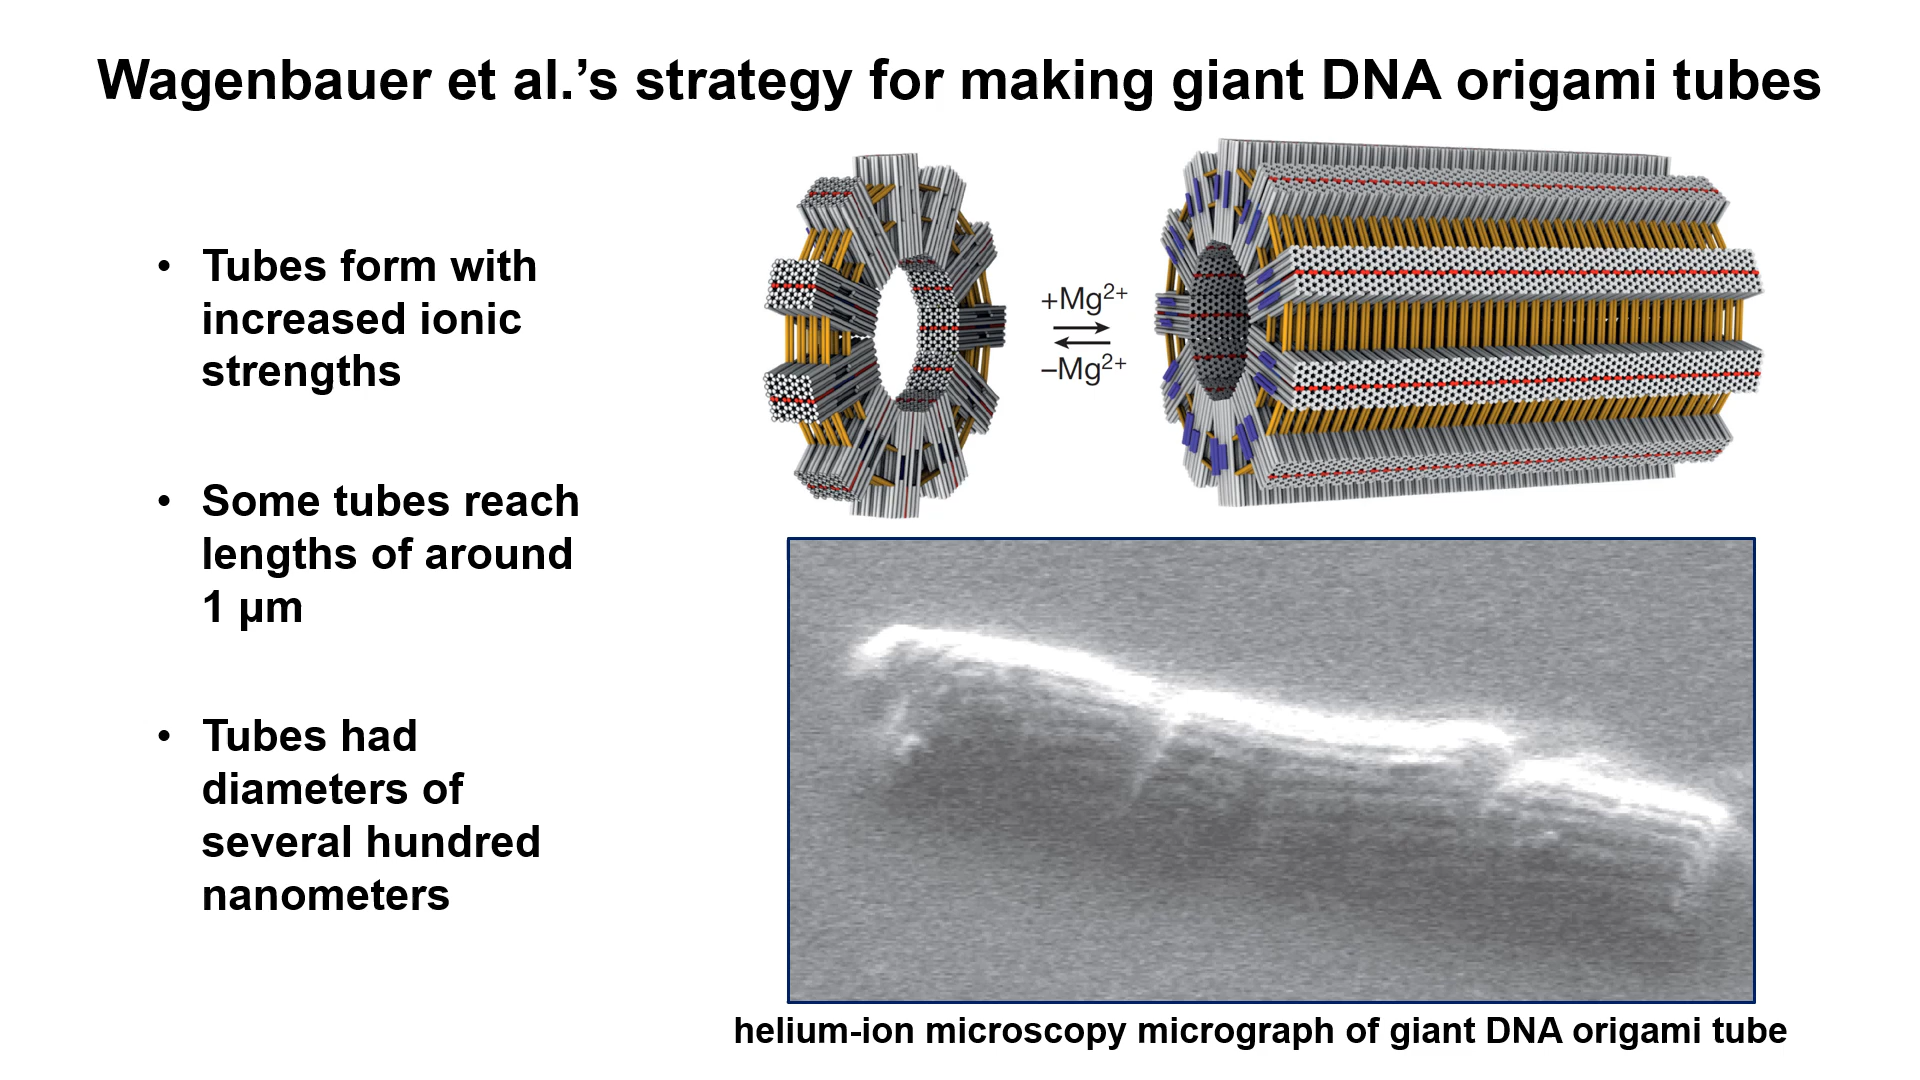 Wagenbauer et al.’s strategy for making giant DNA origami tubes
• Tubes form with
increased ionic
strengths
• Some tubes reach
lengths of around
1 µm
• Tubes had
diameters of
several hundred
nanometers
+Mg²⁺
–Mg²⁺
helium-ion microscopy micrograph of giant DNA origami tube